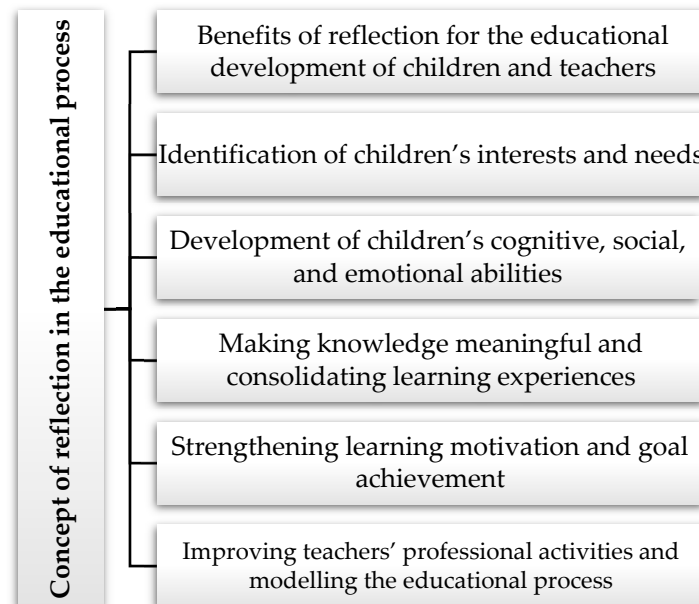 Concept of reflection in the educational process
Benefits of reflection for the educational
development of children and teachers
Identification of children’s interests and needs
Development of children’s cognitive, social,
and emotional abilities
Making knowledge meaningful and
consolidating learning experiences
Strengthening learning motivation and goal
achievement
Improving teachers’ professional activities and
modelling the educational process